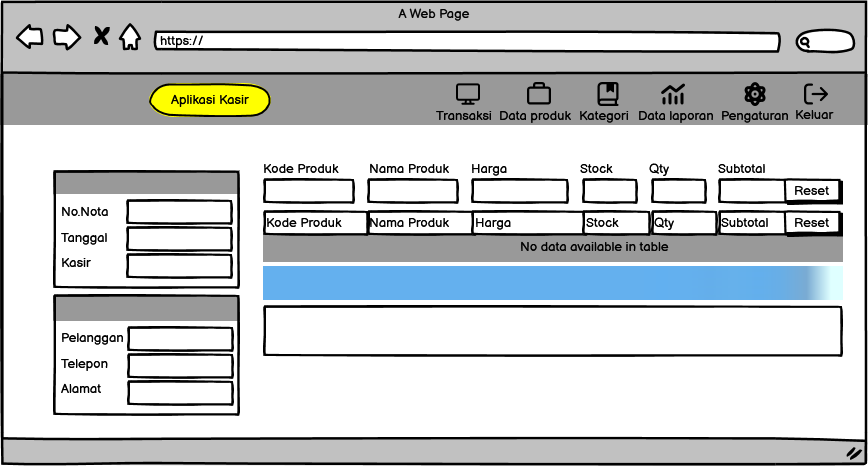 A Web Page
https://
Aplikasi Kasir
Transaksi Data produk Kategori Data laporan Pengaturan Keluar
Kode Produk Nama Produk Harga Stock Qty Subtotal
Reset
Kode Produk Nama Produk Harga Stock Qty Subtotal Reset
No data available in table
No.Nota
Tanggal
Kasir
Pelanggan
Telepon
Alamat